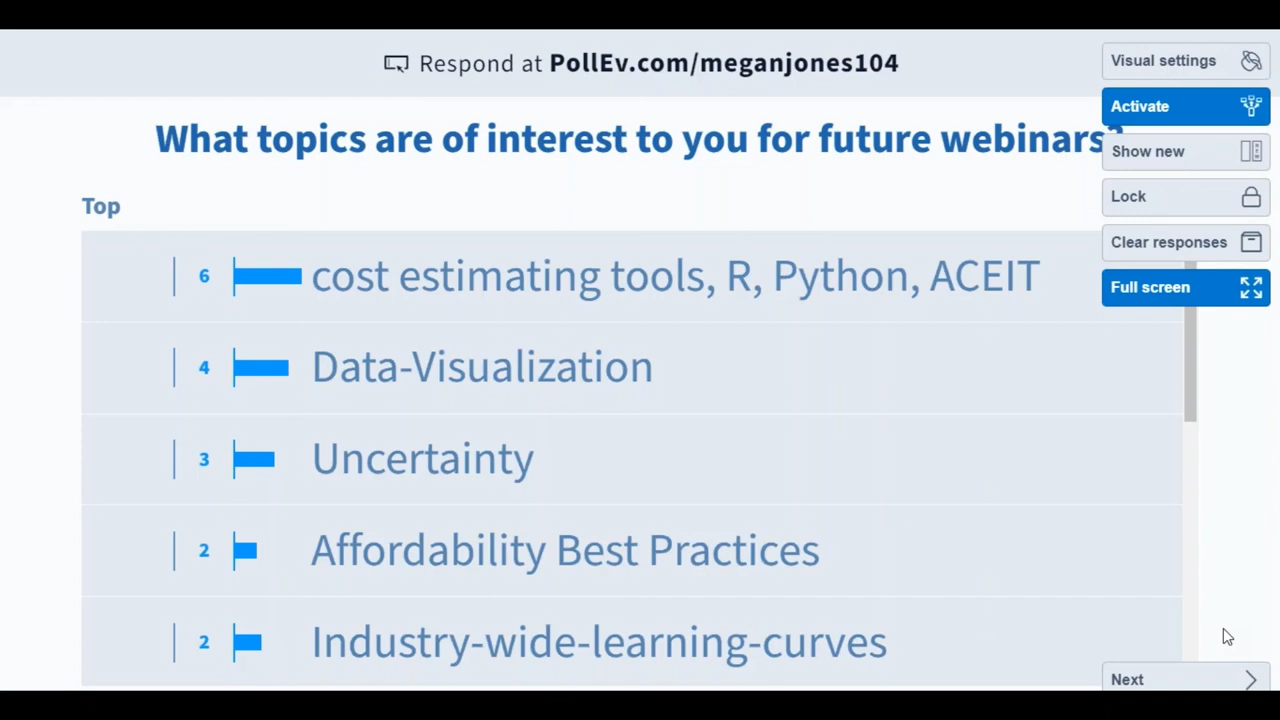 Respond at PollEv.com/meganjones104
Visual settings
Activate
What topics are of interest to you for future webinars?
Show new
Lock
Top
Clear responses
6 cost estimating tools, R, Python, ACEIT
Full screen
4 Data-Visualization
3 Uncertainty
2 Affordability Best Practices
2 Industry-wide-learning-curves
Next